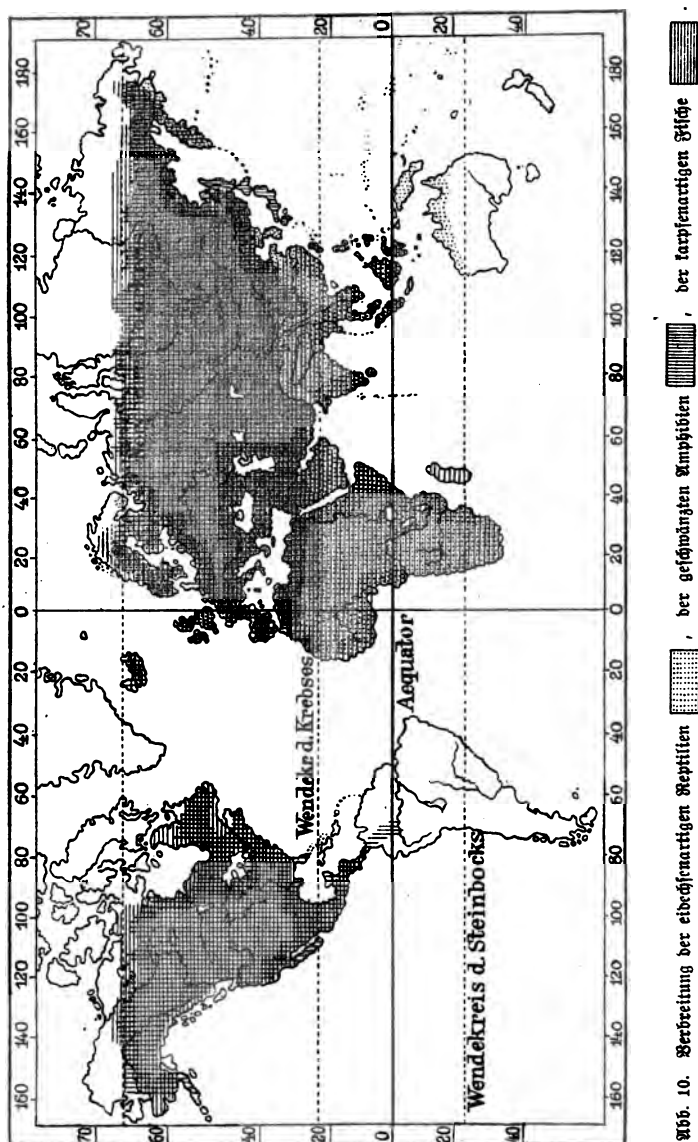 160 140 120 100 80 60 40 20 0 20 40 60 80 100 120 140 160 180
70 60 40 20 0 20 40
Wendekr. d. Krebses
Aequator
Wendekreis d. Steinbocks
70 60 40 20 0 20 40
160 140 120 100 80 60 40 20 0 20 40 60 80 100 120 140 160 180
Abb. 10. Verbreitung der eidechsenartigen Reptilien , der geschwänzten Amphibien , der karpfenartigen Fische .